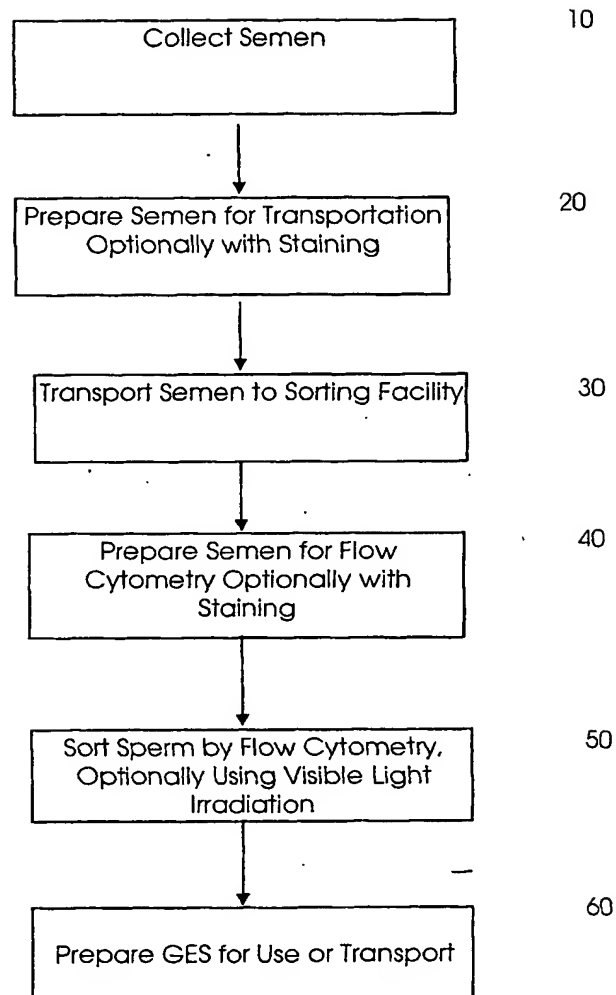 10
Collect Semen
20
Prepare Semen for Transportation
Optionally with Staining
30
Transport Semen to Sorting Facility
40
Prepare Semen for Flow
Cytometry Optionally with
Staining
50
Sort Sperm by Flow Cytometry,
Optionally Using Visible Light
Irradiation
60
Prepare GES for Use or Transport